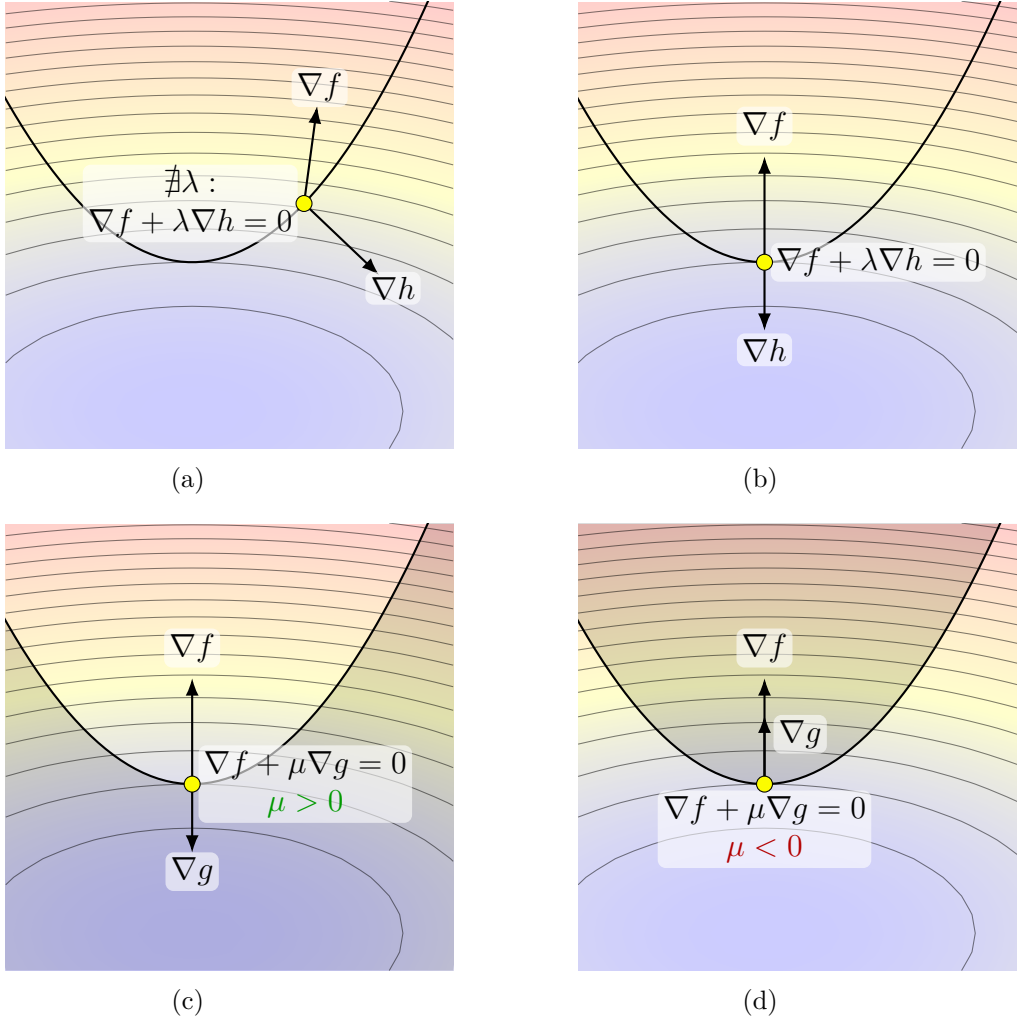 ∇f
∄λ :
∇f + λ∇h = 0
∇h
(a)
∇f
∇f + λ∇h = 0
∇h
(b)
∇f
∇f + μ∇g = 0
μ > 0
∇g
(c)
∇f
∇g
∇f + μ∇g = 0
μ < 0
(d)